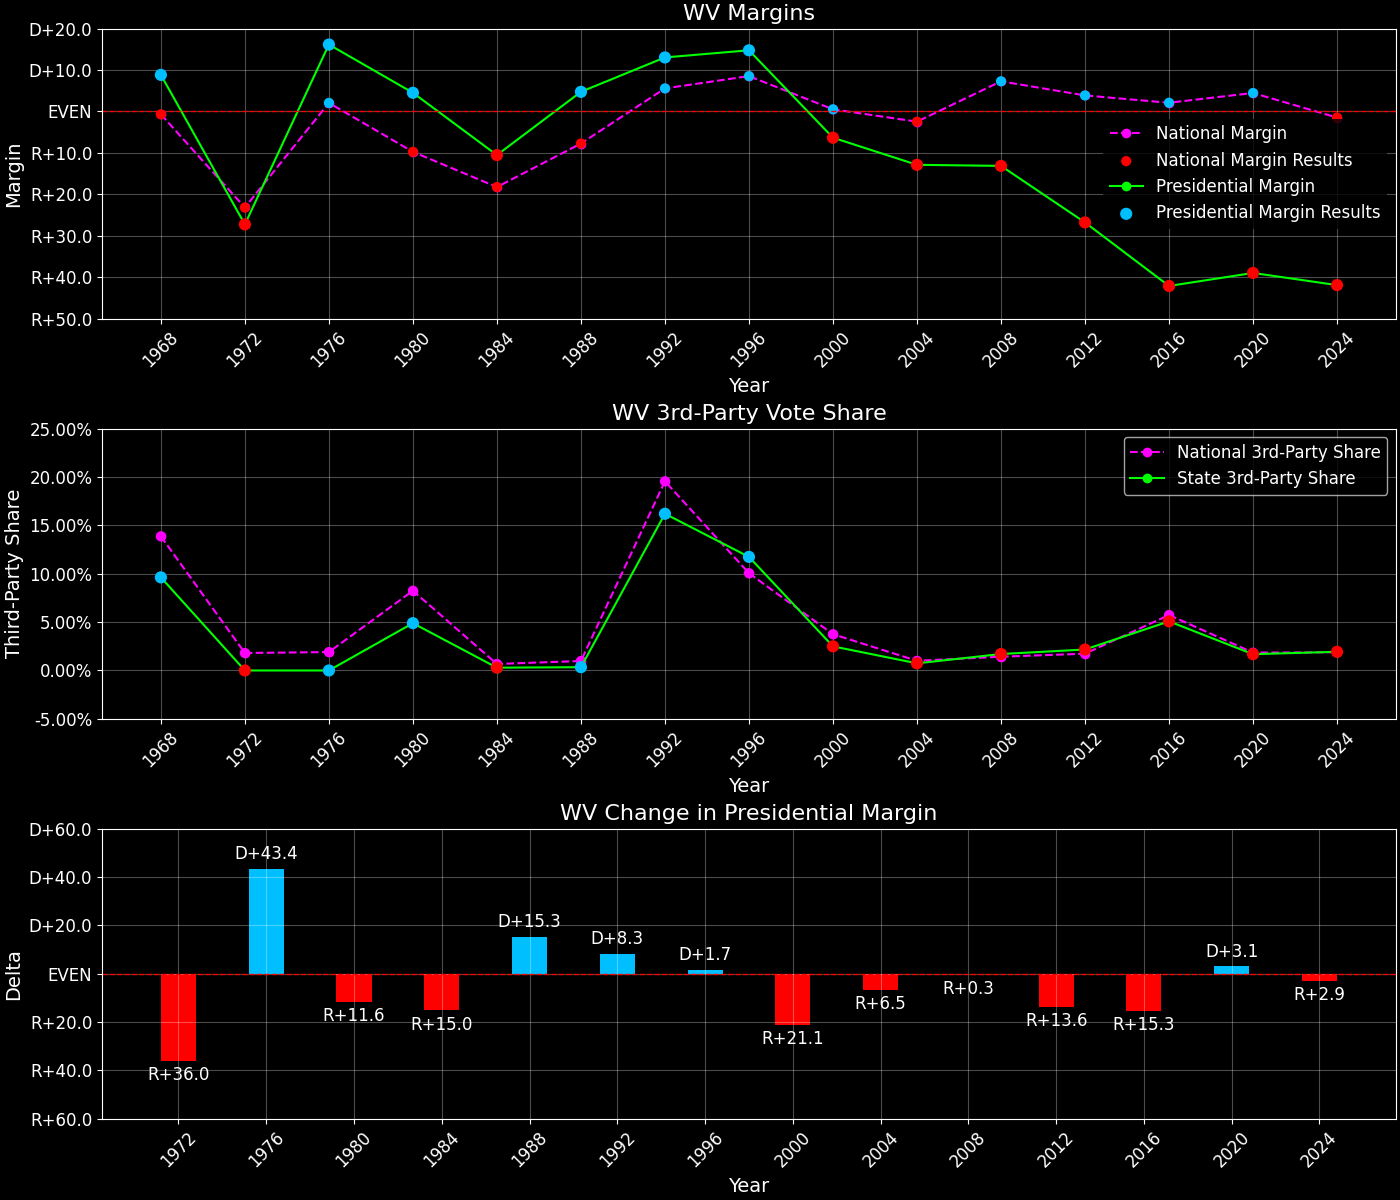 WV Margins
D+20.0
D+10.0
EVEN
R+10.0
R+20.0
R+30.0
R+40.0
R+50.0
Margin
National Margin
National Margin Results
Presidential Margin
Presidential Margin Results
1968 1972 1976 1980 1984 1988 1992 1996 2000 2004 2008 2012 2016 2020 2024
Year
WV 3rd-Party Vote Share
25.00%
20.00%
15.00%
10.00%
5.00%
0.00%
-5.00%
Third-Party Share
National 3rd-Party Share
State 3rd-Party Share
1968 1972 1976 1980 1984 1988 1992 1996 2000 2004 2008 2012 2016 2020 2024
Year
WV Change in Presidential Margin
D+60.0
D+40.0
D+20.0
EVEN
R+20.0
R+40.0
R+60.0
Delta
R+36.0
D+43.4
R+11.6
R+15.0
D+15.3
D+8.3
D+1.7
R+21.1
R+6.5
R+0.3
R+13.6
R+15.3
D+3.1
R+2.9
1972 1976 1980 1984 1988 1992 1996 2000 2004 2008 2012 2016 2020 2024
Year